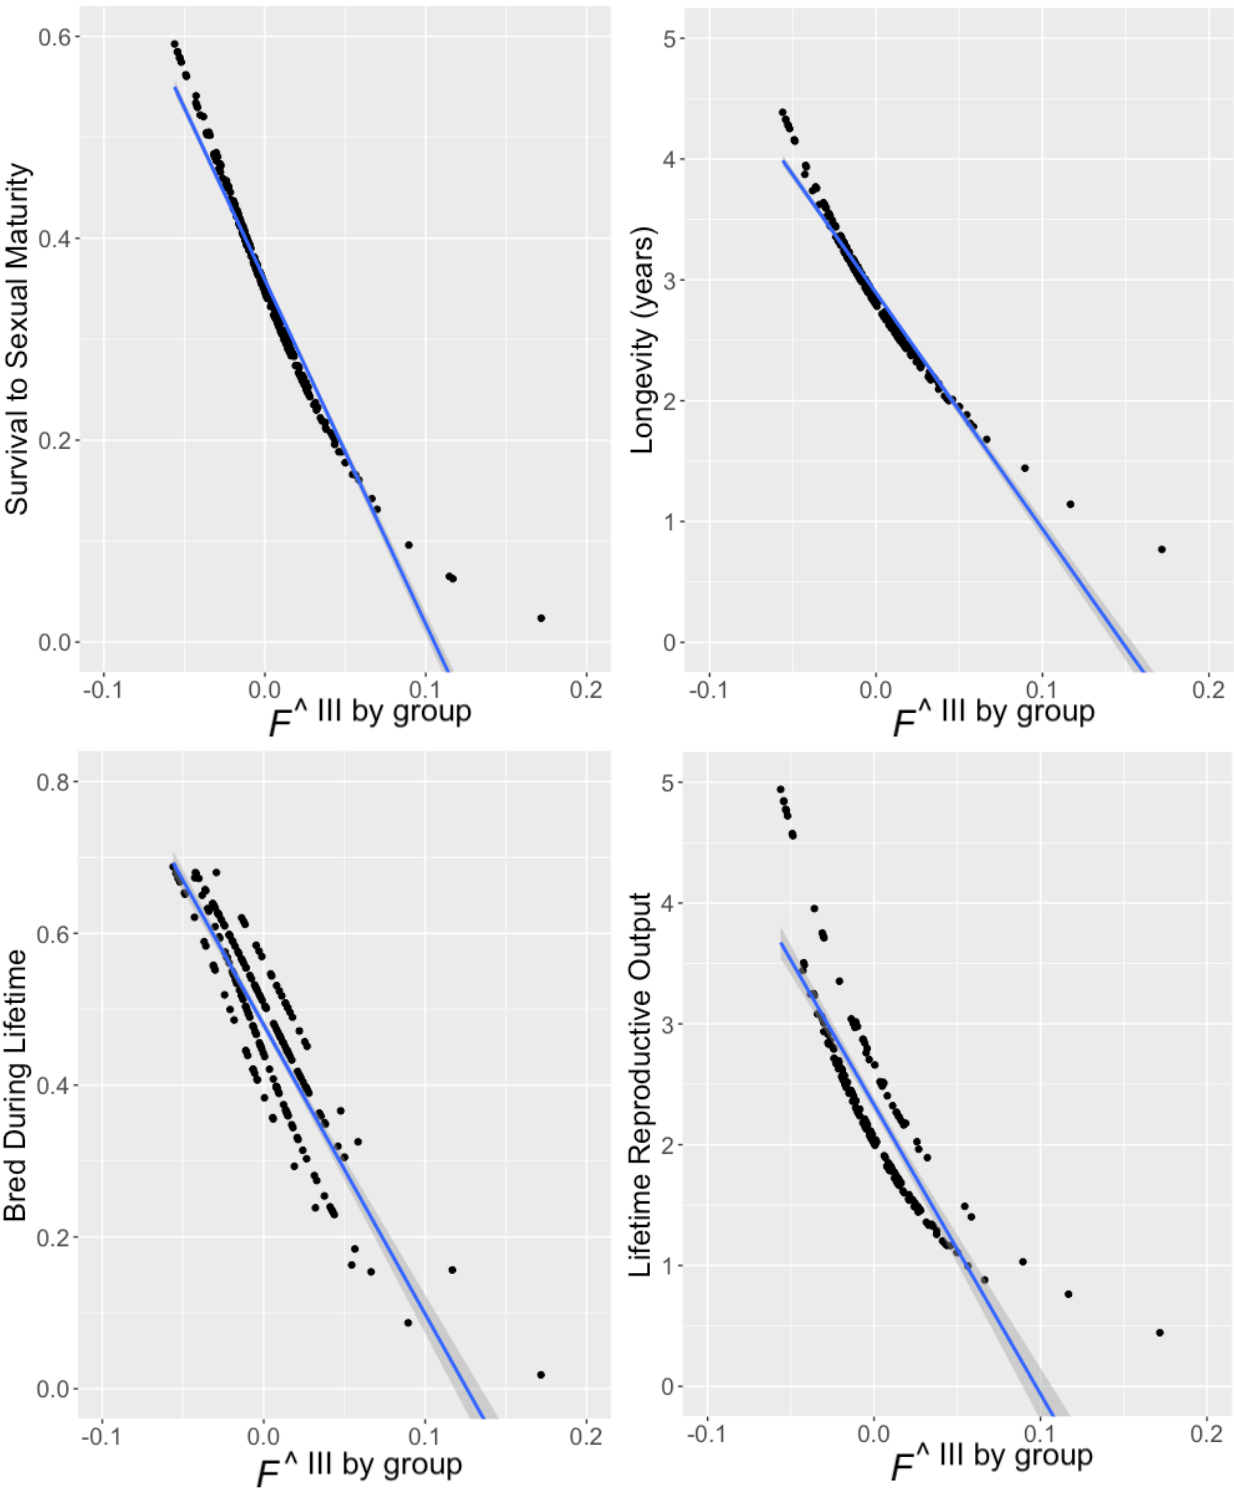 Survival to Sexual Maturity
0.6
0.4
0.2
0.0
-0.1 0.0 0.1 0.2
F^ III by group
Longevity (years)
5
4
3
2
1
0
-0.1 0.0 0.1 0.2
F^ III by group
Bred During Lifetime
0.8
0.6
0.4
0.2
0.0
-0.1 0.0 0.1 0.2
F^ III by group
Lifetime Reproductive Output
5
4
3
2
1
0
-0.1 0.0 0.1 0.2
F^ III by group